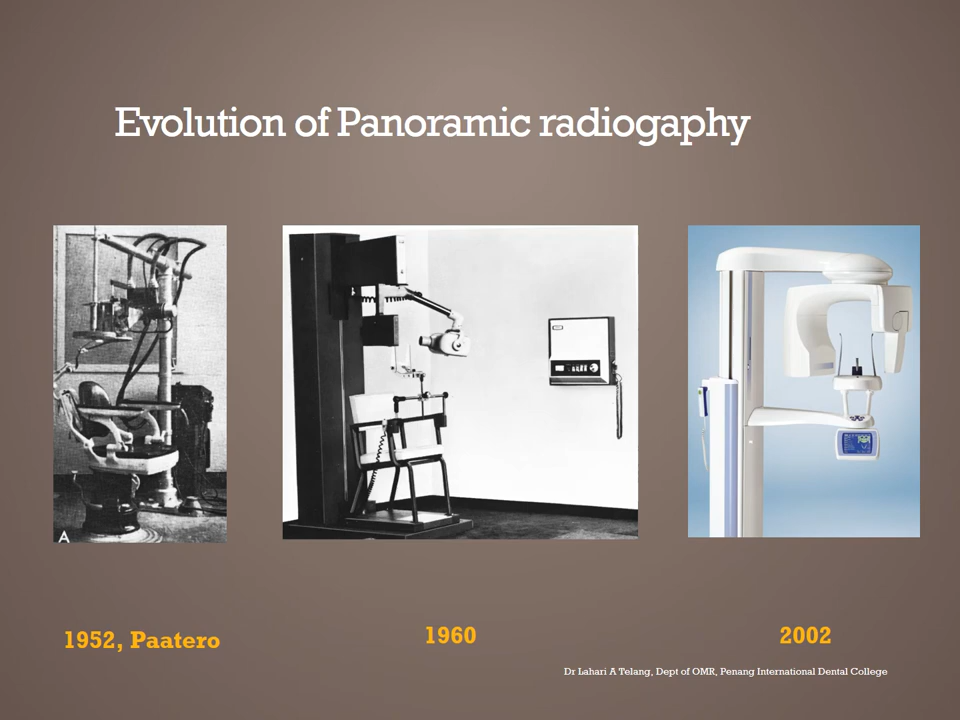 Evolution of Panoramic radiogaphy
A
1952, Paatero
1960
2002
Dr Lahari A Telang, Dept of OMR, Penang International Dental College